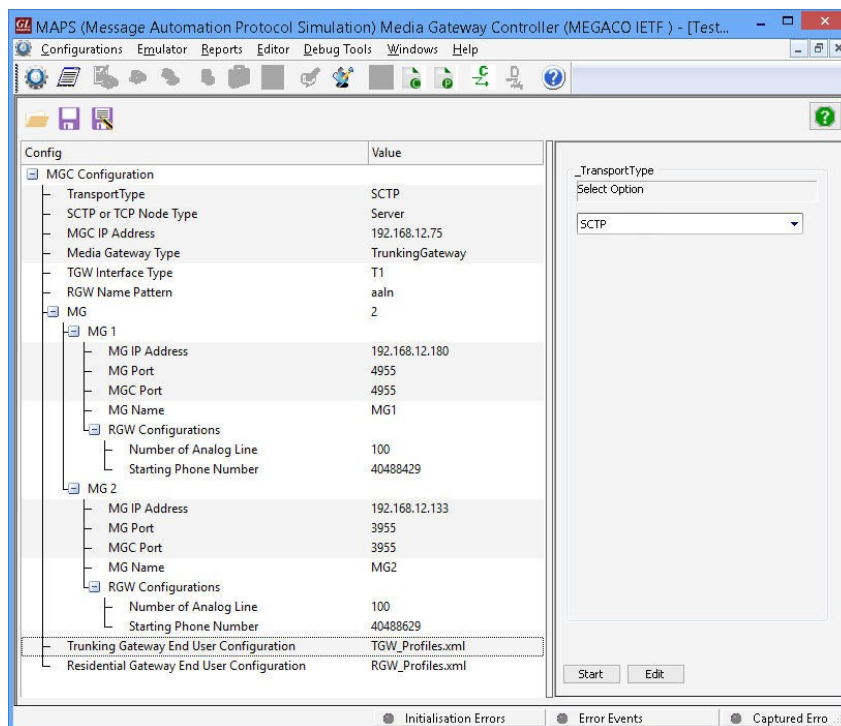 GL MAPS (Message Automation Protocol Simulation) Media Gateway Controller (MEGACO IETF ) - [Test...
Configurations Emulator Reports Editor Debug Tools Windows Help
Config Value
MGC Configuration
TransportType SCTP
SCTP or TCP Node Type Server
MGC IP Address 192.168.12.75
Media Gateway Type TrunkingGateway
TGW Interface Type T1
RGW Name Pattern aaln
MG 2
MG 1
MG IP Address 192.168.12.180
MG Port 4955
MGC Port 4955
MG Name MG1
RGW Configurations
Number of Analog Line 100
Starting Phone Number 40488429
MG 2
MG IP Address 192.168.12.133
MG Port 3955
MGC Port 3955
MG Name MG2
RGW Configurations
Number of Analog Line 100
Starting Phone Number 40488629
Trunking Gateway End User Configuration TGW_Profiles.xml
Residential Gateway End User Configuration RGW_Profiles.xml
_TransportType
Select Option
SCTP
Start Edit
Initialisation Errors Error Events Captured Erro